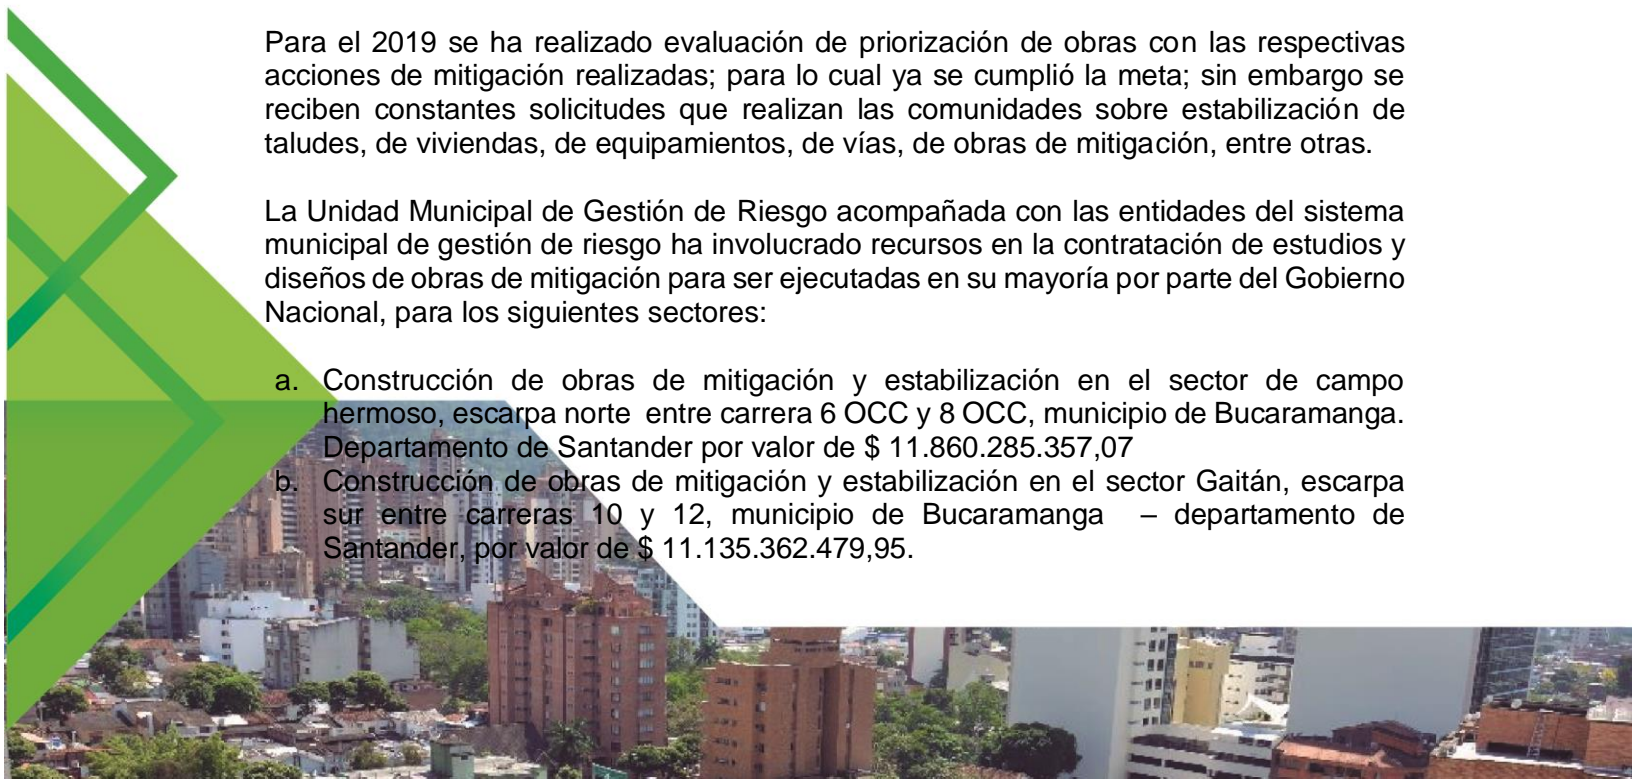 Para el 2019 se ha realizado evaluación de priorización de obras con las respectivas
acciones de mitigación realizadas; para lo cual ya se cumplió la meta; sin embargo se
reciben constantes solicitudes que realizan las comunidades sobre estabilización de
taludes, de viviendas, de equipamientos, de vías, de obras de mitigación, entre otras.
La Unidad Municipal de Gestión de Riesgo acompañada con las entidades del sistema
municipal de gestión de riesgo ha involucrado recursos en la contratación de estudios y
diseños de obras de mitigación para ser ejecutadas en su mayoría por parte del Gobierno
Nacional, para los siguientes sectores:
a. Construcción de obras de mitigación y estabilización en el sector de campo
hermoso, escarpa norte entre carrera 6 OCC y 8 OCC, municipio de Bucaramanga.
Departamento de Santander por valor de $ 11.860.285.357,07
b. Construcción de obras de mitigación y estabilización en el sector Gaitán, escarpa
sur entre carreras 10 y 12, municipio de Bucaramanga – departamento de
Santander, por valor de $ 11.135.362.479,95.